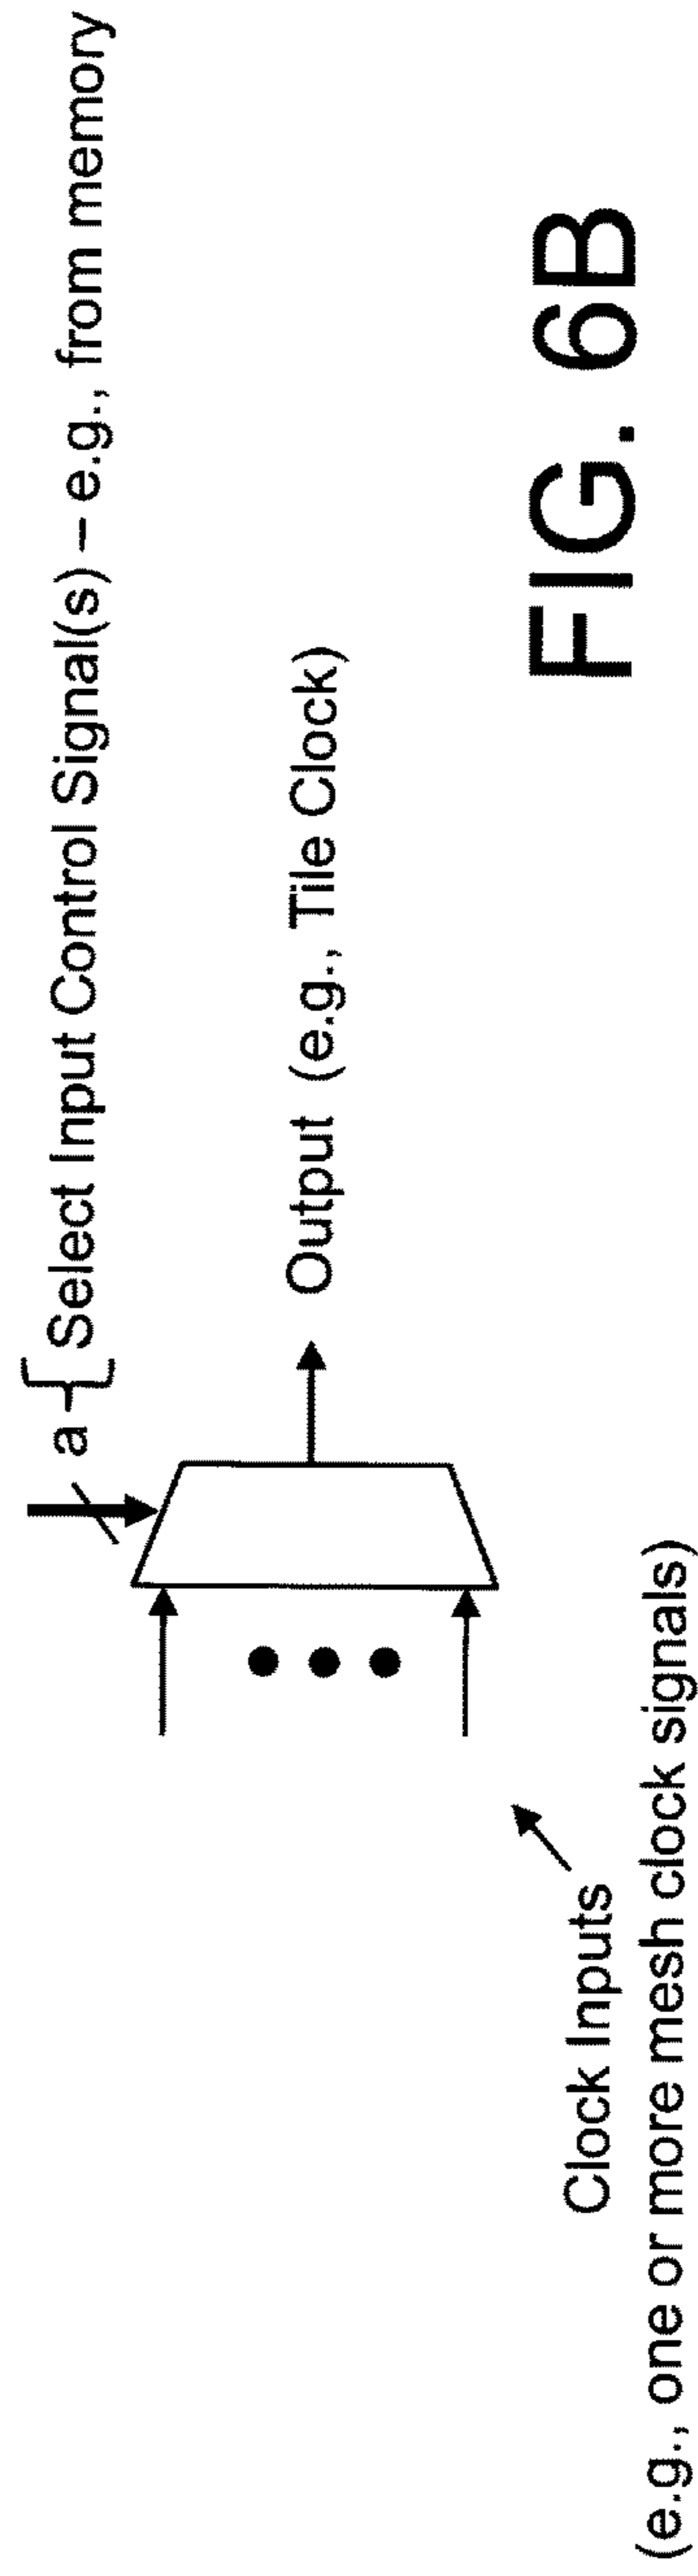 a { Select Input Control Signal(s) – e.g., from memory
Output (e.g., Tile Clock)
Clock Inputs
(e.g., one or more mesh clock signals)
FIG. 6B